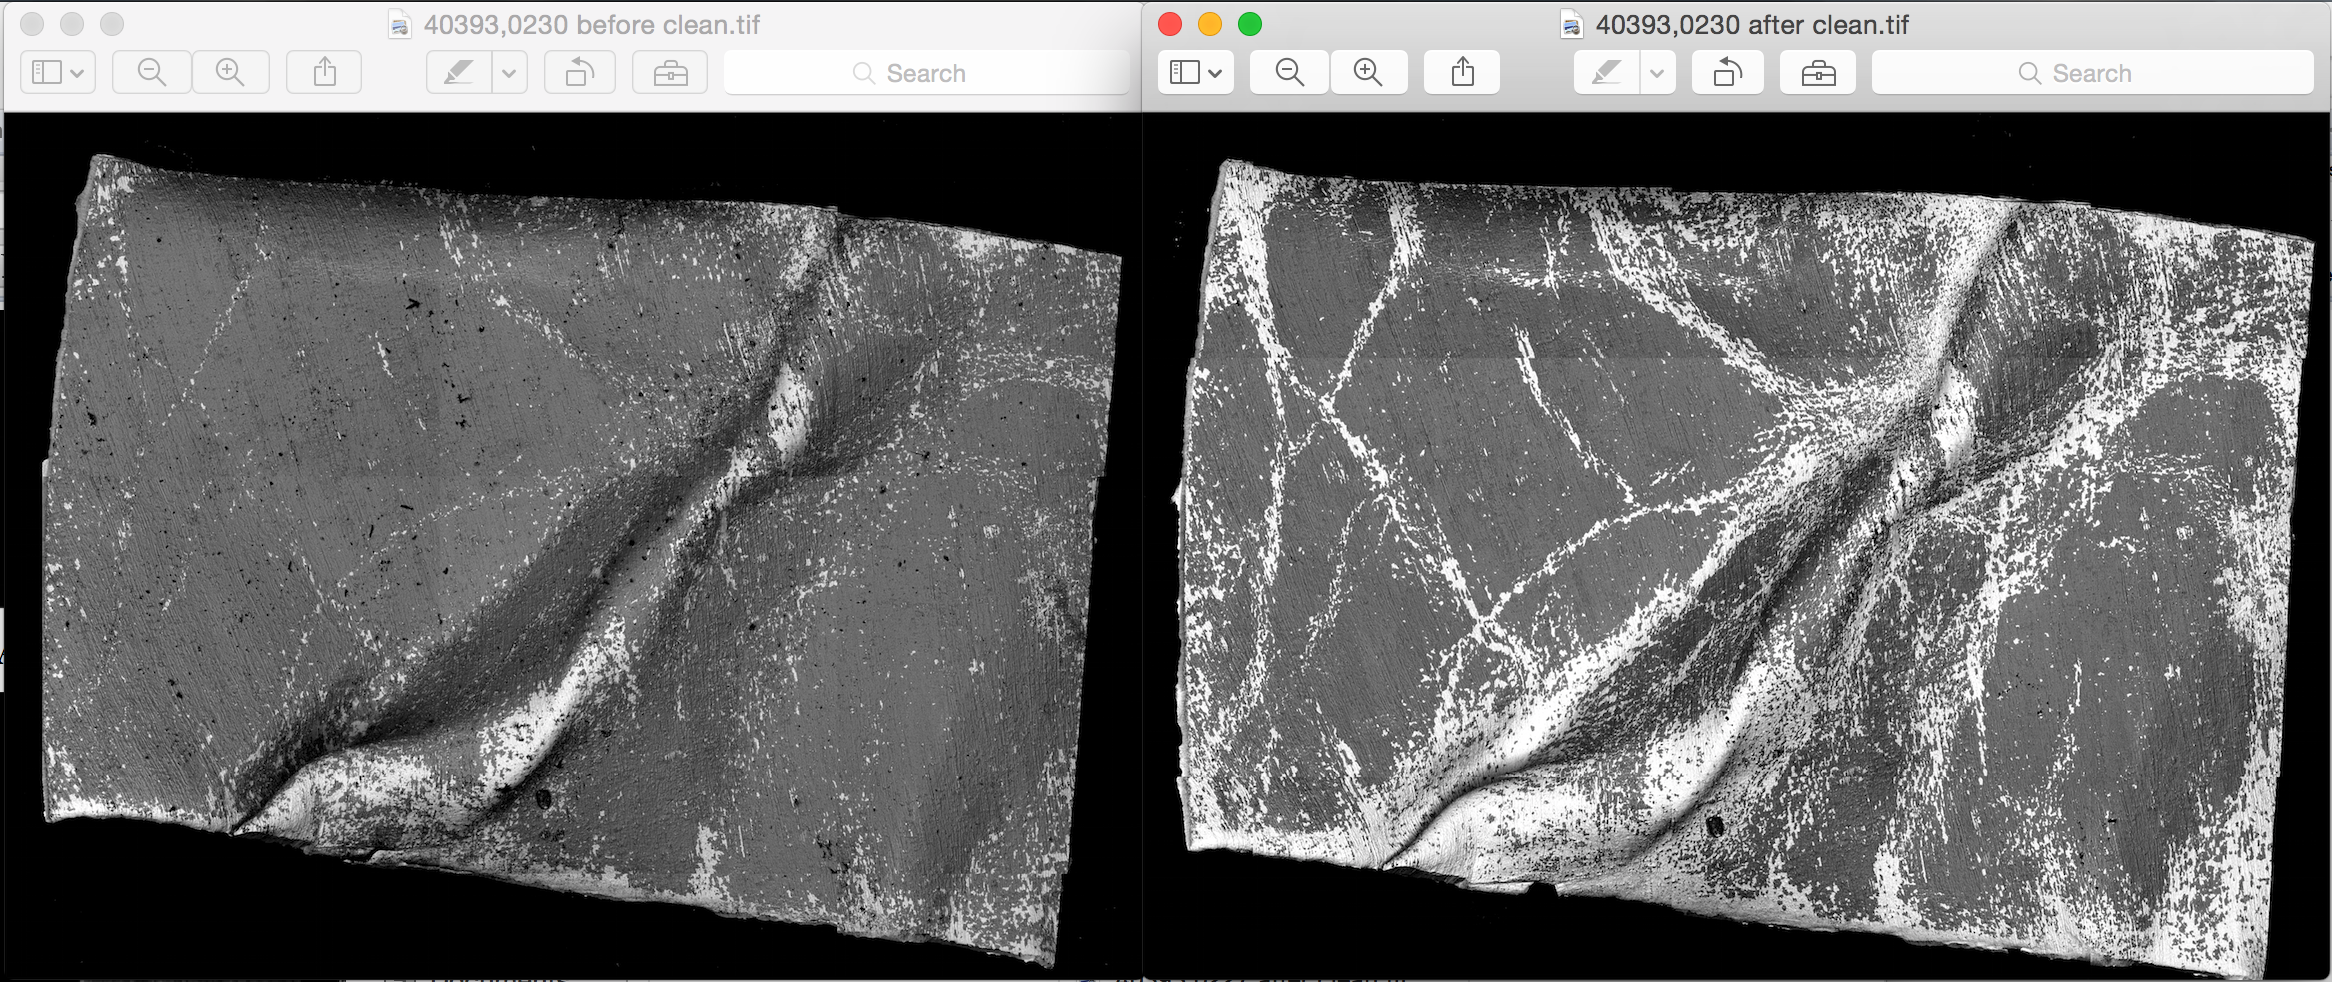 40393,0230 before clean.tif
Search
40393,0230 after clean.tif
Search